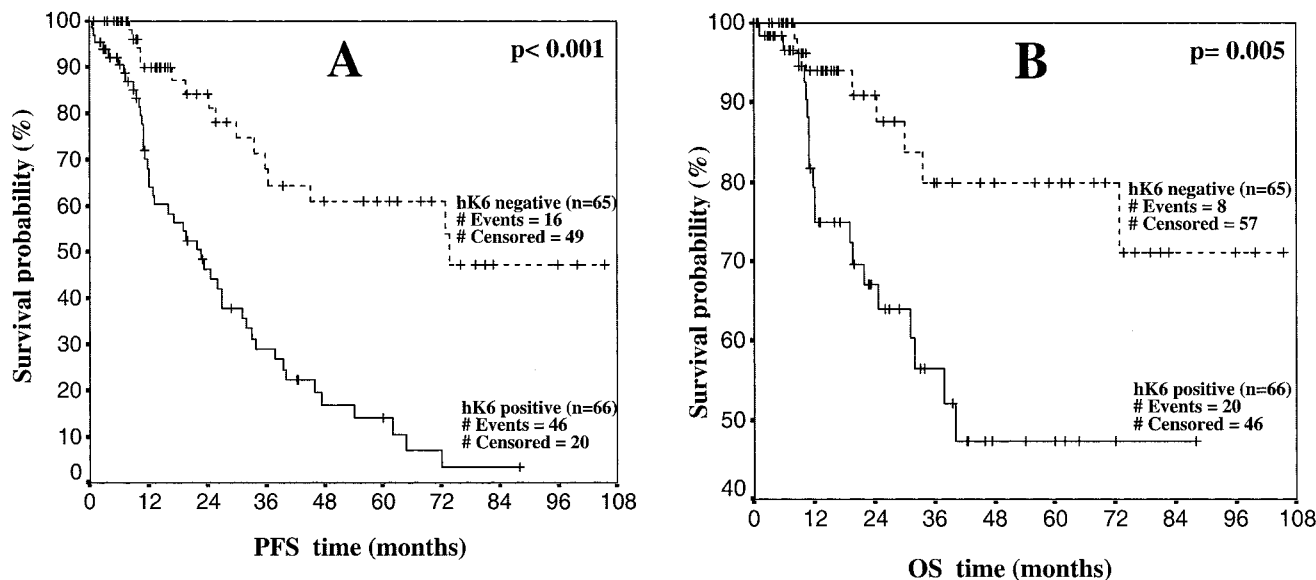 A
p< 0.001
Survival probability (%)
100
90
80
70
60
50
40
30
20
10
0
hK6 negative (n=65)
# Events = 16
# Censored = 49
hK6 positive (n=66)
# Events = 46
# Censored = 20
0 12 24 36 48 60 72 84 96 108
PFS time (months)
B
p= 0.005
Survival probability (%)
100
90
80
70
60
50
40
hK6 negative (n=65)
# Events = 8
# Censored = 57
hK6 positive (n=66)
# Events = 20
# Censored = 46
0 12 24 36 48 60 72 84 96 108
OS time (months)